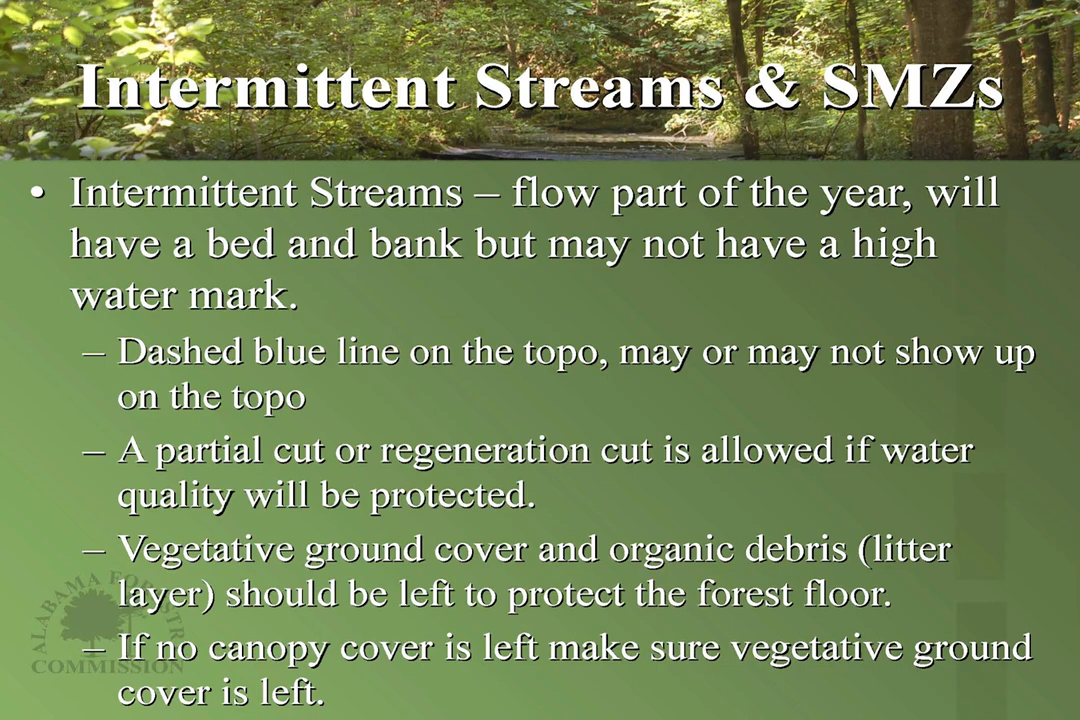 Intermittent Streams & SMZs
• Intermittent Streams – flow part of the year, will
have a bed and bank but may not have a high
water mark.
– Dashed blue line on the topo, may or may not show up
on the topo
– A partial cut or regeneration cut is allowed if water
quality will be protected.
– Vegetative ground cover and organic debris (litter
layer) should be left to protect the forest floor.
– If no canopy cover is left make sure vegetative ground
cover is left.
ALABAMA
COMMISSION